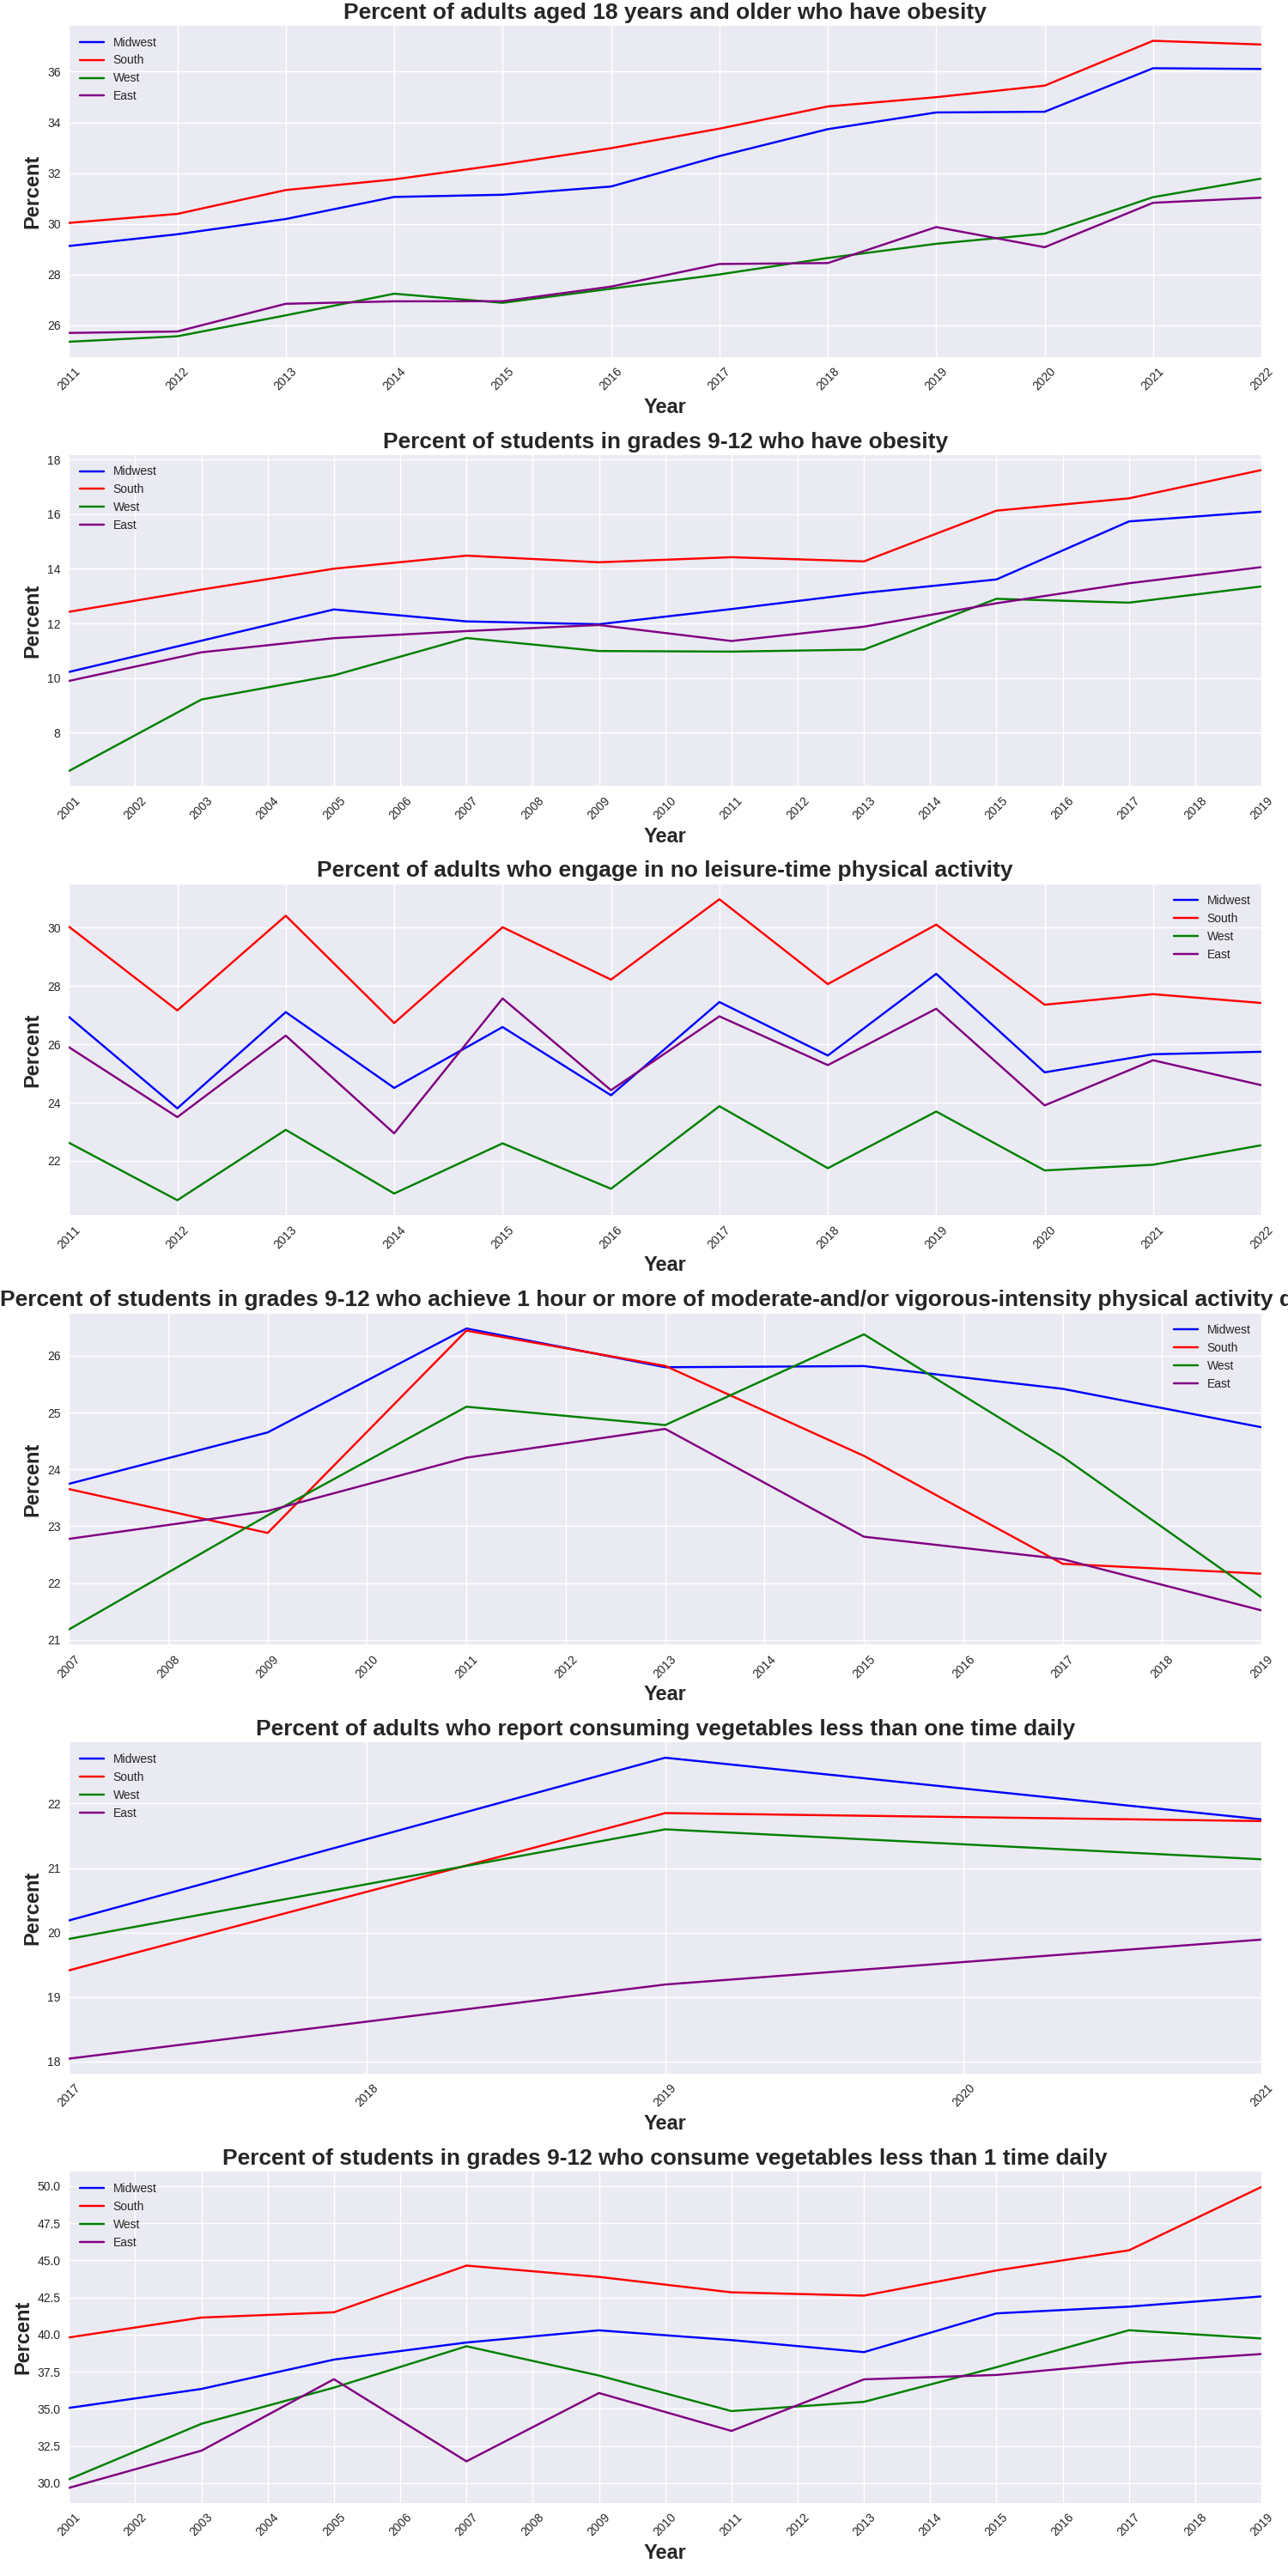 Percent of adults aged 18 years and older who have obesity
Midwest
South
West
East
Percent
36
34
32
30
28
26
2011 2012 2013 2014 2015 2016 2017 2018 2019 2020 2021 2022
Year
Percent of students in grades 9-12 who have obesity
Midwest
South
West
East
Percent
18
16
14
12
10
8
2001 2002 2003 2004 2005 2006 2007 2008 2009 2010 2011 2012 2013 2014 2015 2016 2017 2018 2019
Year
Percent of adults who engage in no leisure-time physical activity
Midwest
South
West
East
Percent
30
28
26
24
22
2011 2012 2013 2014 2015 2016 2017 2018 2019 2020 2021 2022
Year
Percent of students in grades 9-12 who achieve 1 hour or more of moderate-and/or vigorous-intensity physical activity
Midwest
South
West
East
Percent
26
25
24
23
22
21
2007 2008 2009 2010 2011 2012 2013 2014 2015 2016 2017 2018 2019
Year
Percent of adults who report consuming vegetables less than one time daily
Midwest
South
West
East
Percent
22
21
20
19
18
2017 2018 2019 2020 2021
Year
Percent of students in grades 9-12 who consume vegetables less than 1 time daily
Midwest
South
West
East
Percent
50.0
47.5
45.0
42.5
40.0
37.5
35.0
32.5
30.0
2001 2002 2003 2004 2005 2006 2007 2008 2009 2010 2011 2012 2013 2014 2015 2016 2017 2018 2019
Year